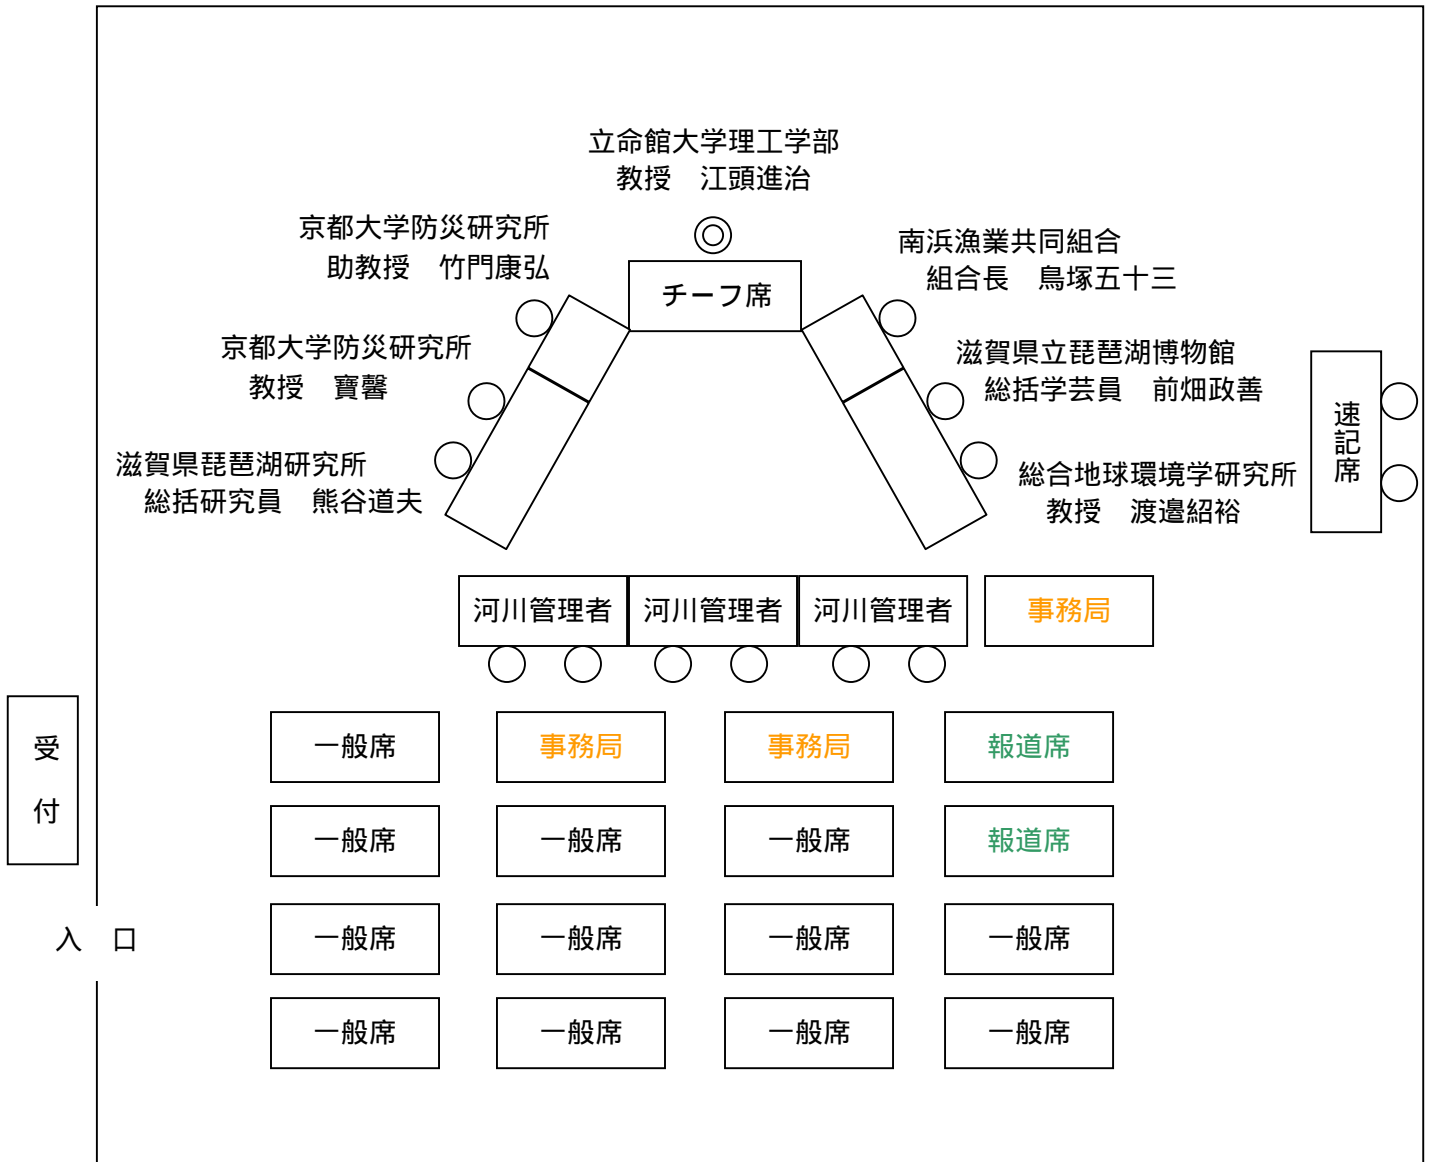 立命館大学理工学部
教授　江頭進治
京都大学防災研究所
助教授　竹門康弘
南浜漁業共同組合
組合長　鳥塚五十三
チーフ席
京都大学防災研究所
教授　寶馨
滋賀県立琵琶湖博物館
総括学芸員　前畑政善
速記席
滋賀県琵琶湖研究所
総括研究員　熊谷道夫
総合地球環境学研究所
教授　渡邉紹裕
河川管理者
河川管理者
河川管理者
事務局
受付
一般席
事務局
事務局
報道席
一般席
一般席
一般席
報道席
入口
一般席
一般席
一般席
一般席
一般席
一般席
一般席
一般席